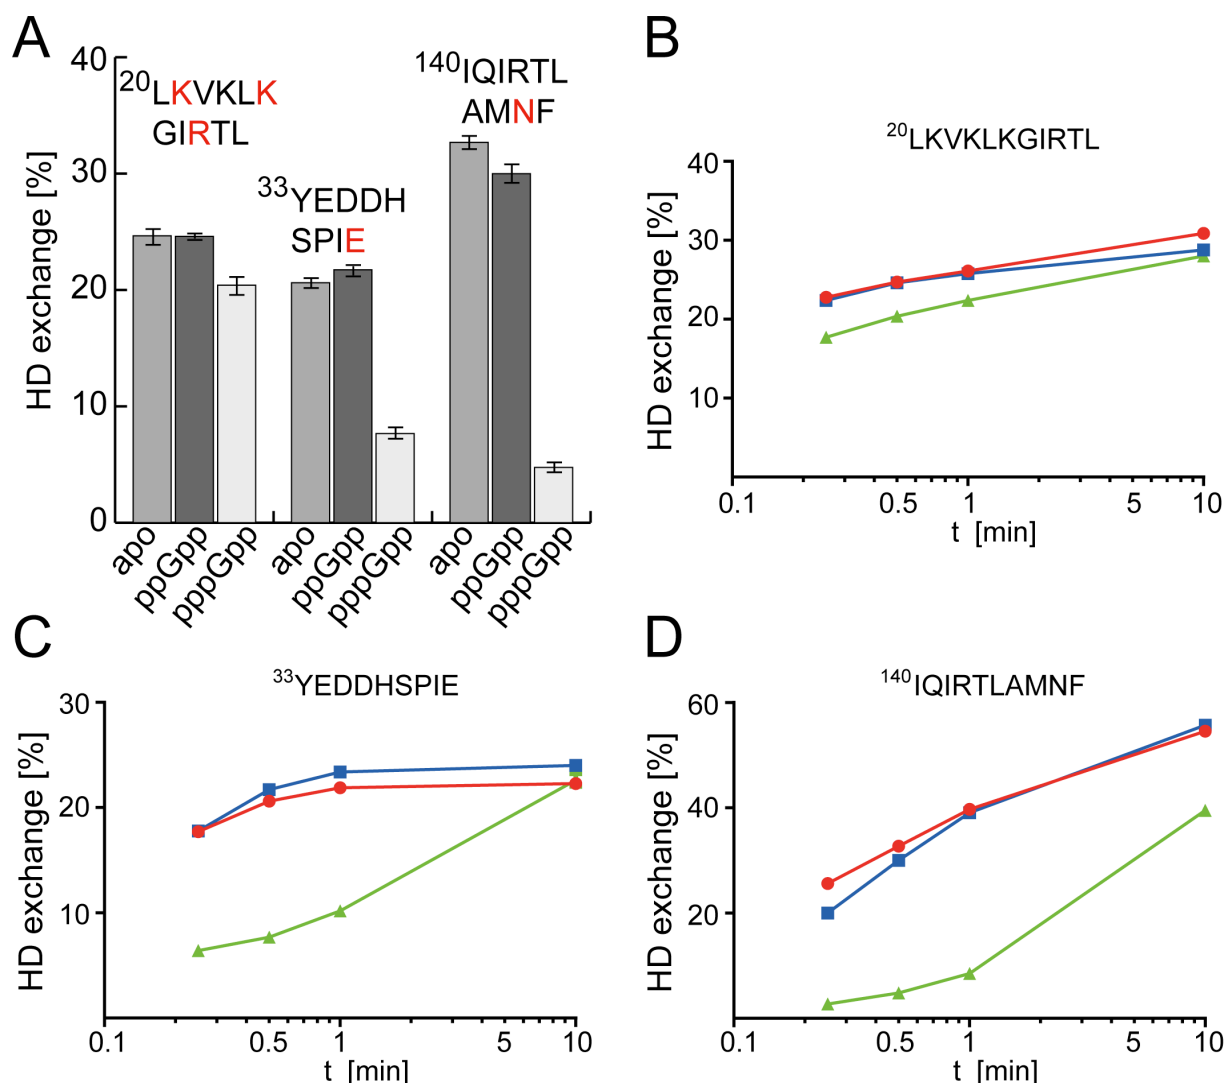 A
HD exchange [%]
40
30
20
10
0
20LKVKLK
GIRTL
33YEDDH
SPIE
140IQIRTL
AMNF
apo
ppGpp
pppGpp
apo
ppGpp
pppGpp
apo
ppGpp
pppGpp
B
20LKVKLKGIRTL
HD exchange [%]
40
30
20
10
0.1 0.5 1 5 10
t [min]
C
33YEDDHSPIE
HD exchange [%]
30
20
10
0.1 0.5 1 5 10
t [min]
D
140IQIRTLAMNF
HD exchange [%]
60
40
20
0.1 0.5 1 5 10
t [min]